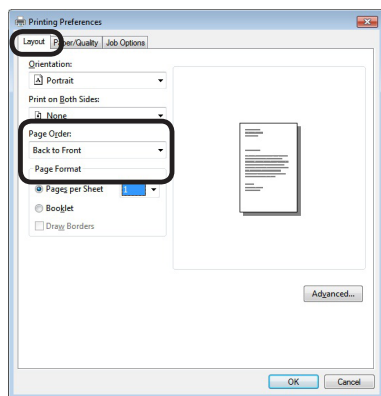 Printing Preferences
Layout Paper/Quality Job Options
Orientation:
Portrait
Print on Both Sides:
None
Page Order:
Back to Front
Page Format
Pages per Sheet 1
Booklet
Draw Borders
Advanced...
OK Cancel